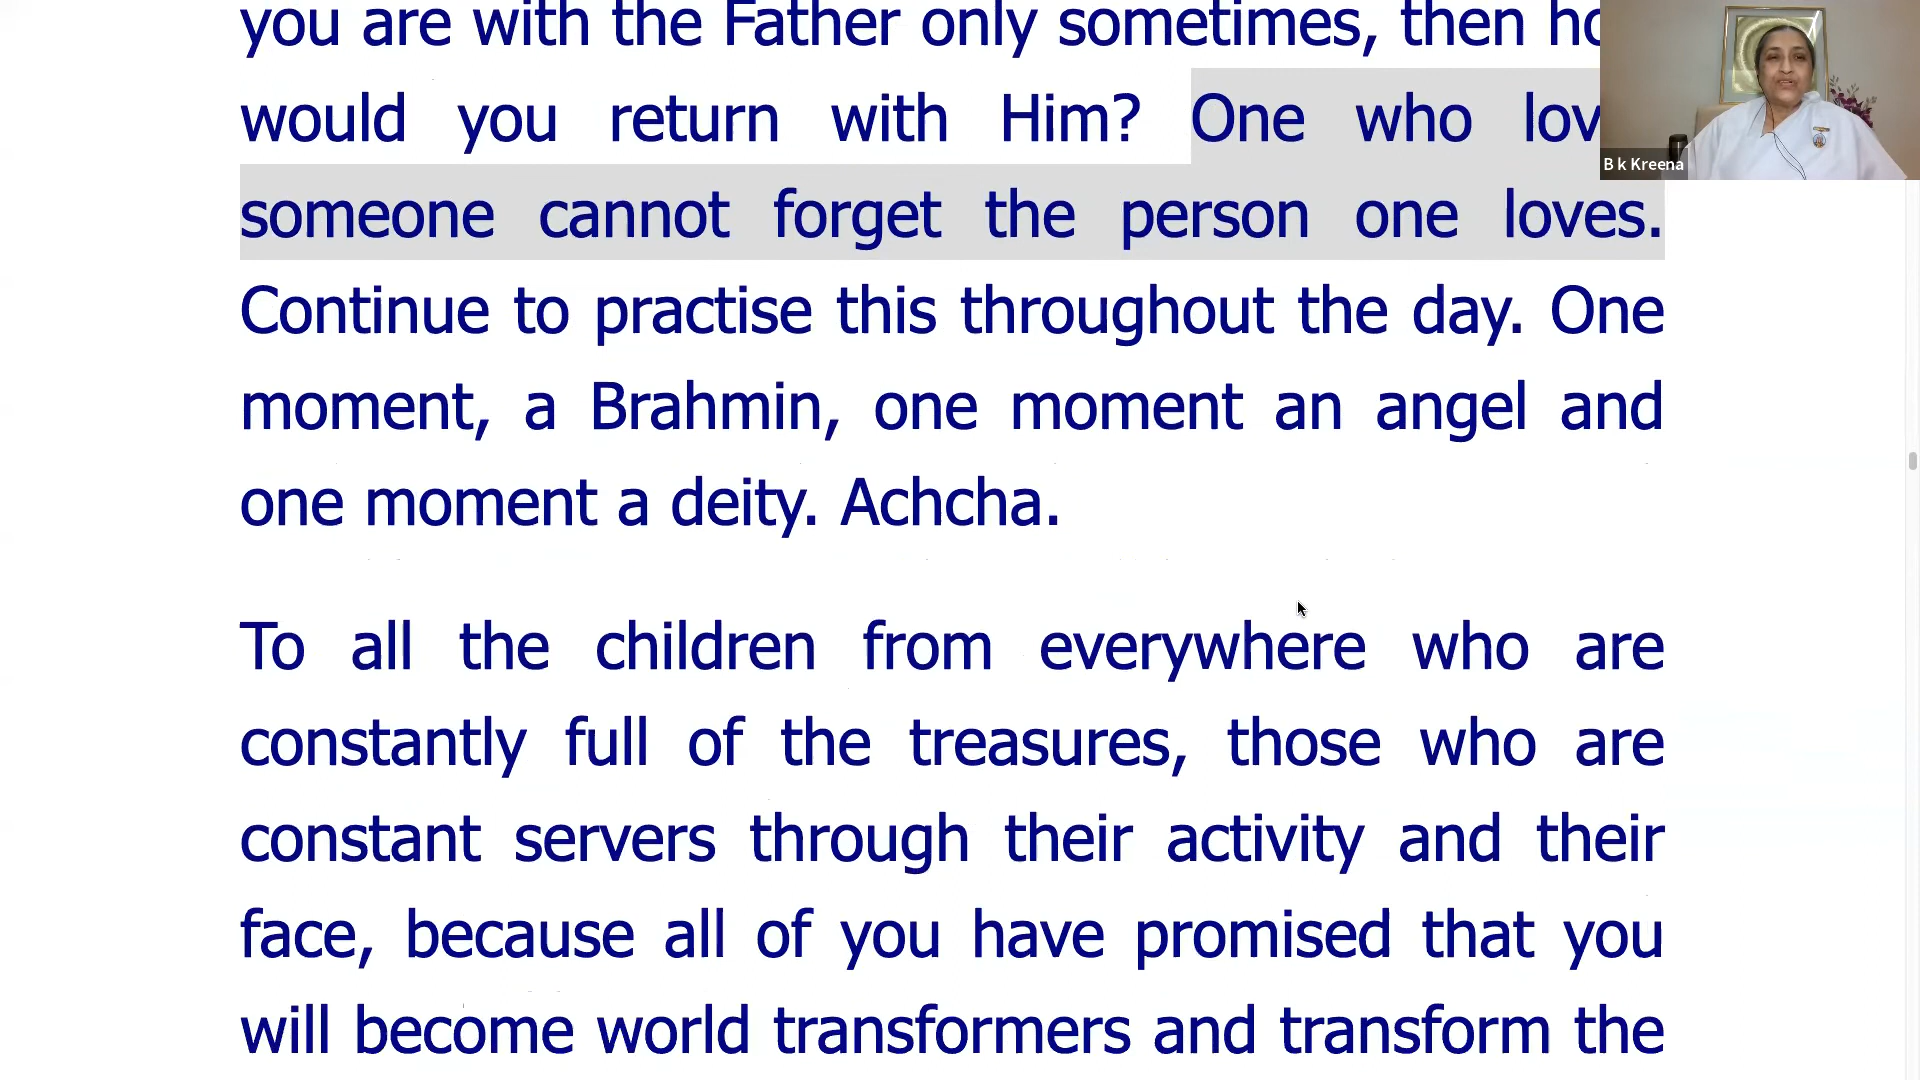 you are with the Father only sometimes, then
would you return with Him? One who
someone cannot forget the person one loves.
Continue to practise this throughout the day. One
moment, a Brahmin, one moment an angel and
one moment a deity. Achcha.
To all the children from everywhere who are
constantly full of the treasures, those who are
constant servers through their activity and their
face, because all of you have promised that you
will become world transformers and transform the
B k Kreena